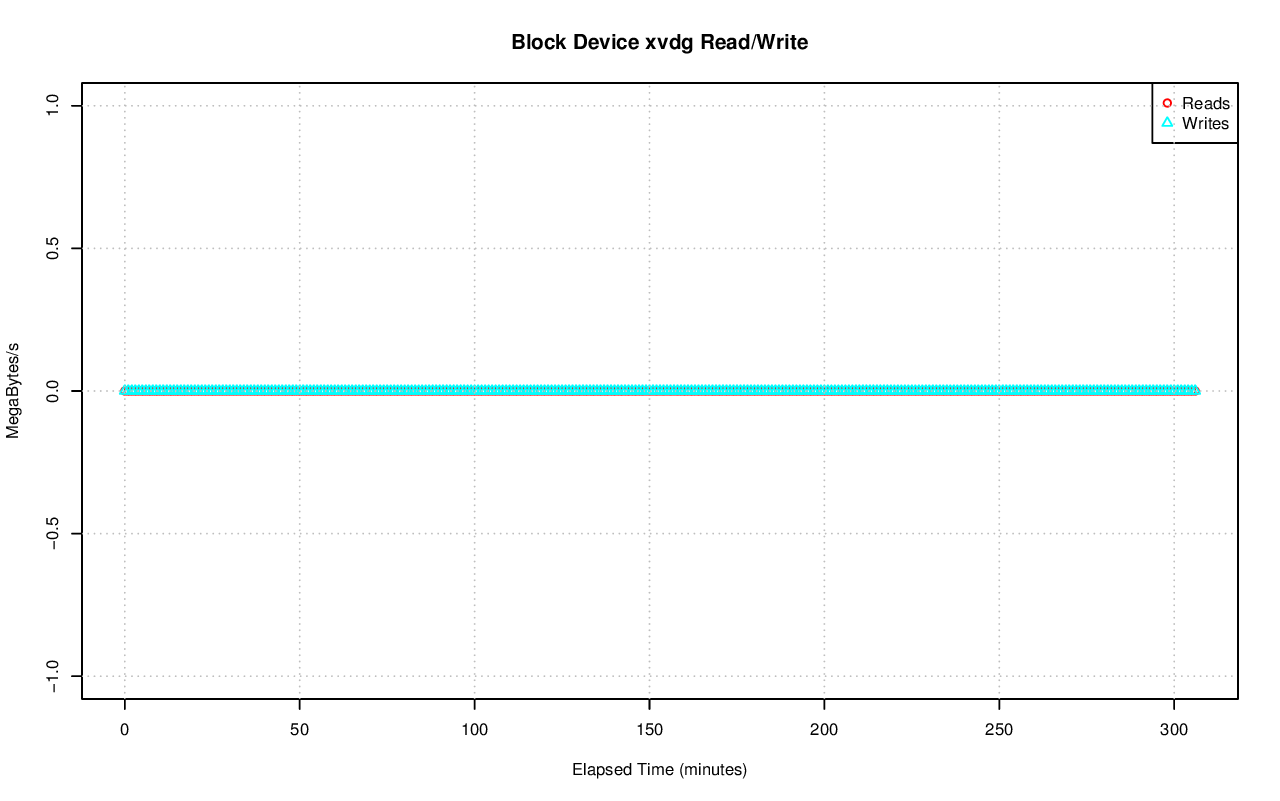 Block Device xvdg Read/Write
Reads
Writes
MegaBytes/s
1.0
0.5
0.0
−0.5
−1.0
0 50 100 150 200 250 300
Elapsed Time (minutes)